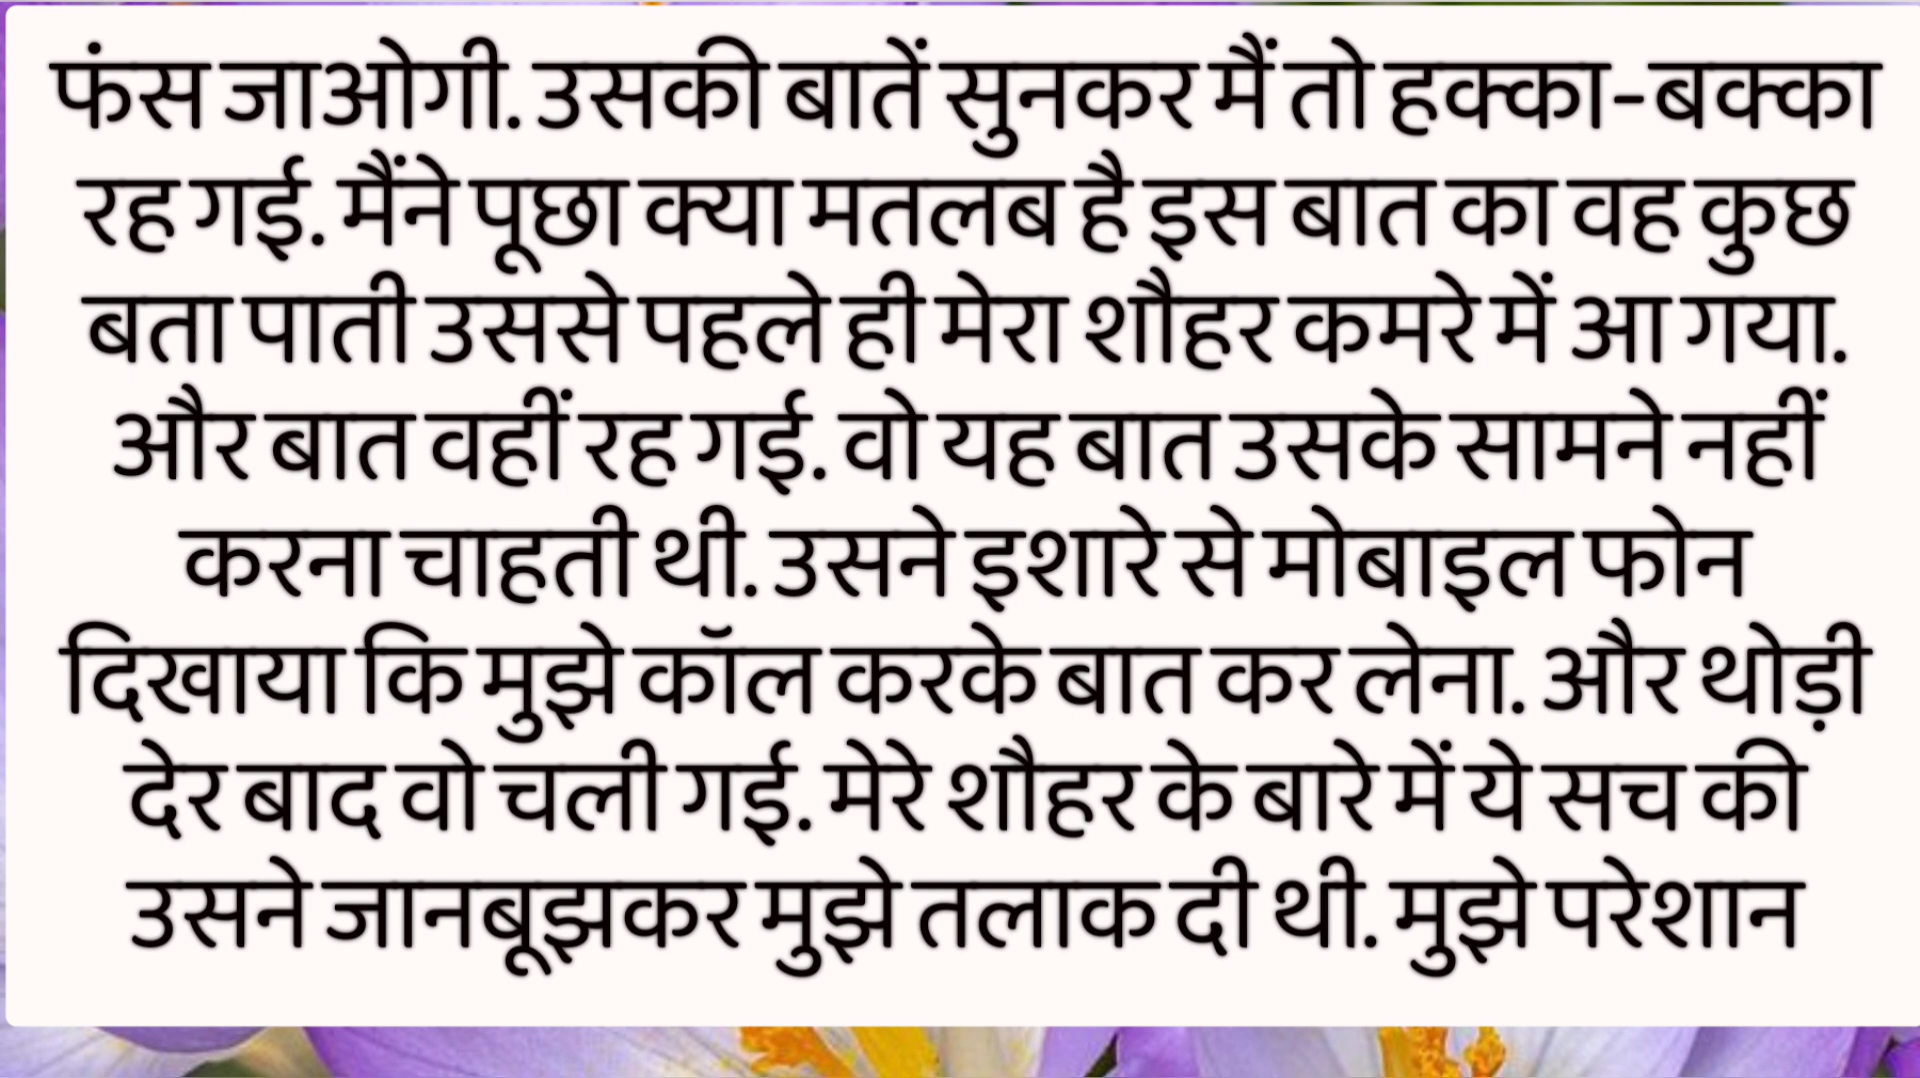 फंस जाओगी. उसकी बातें सुनकर मैं तो हक्का-बक्का
रह गई. मैंने पूछा क्या मतलब है इस बात का वह कुछ
बता पाती उससे पहले ही मेरा शौहर कमरे में आ गया.
और बात वहीं रह गई. वो यह बात उसके सामने नहीं
करना चाहती थी. उसने इशारे से मोबाइल फोन
दिखाया कि मुझे कॉल करके बात कर लेना. और थोड़ी
देर बाद वो चली गई. मेरे शौहर के बारे में ये सच की
उसने जानबूझकर मुझे तलाक दी थी. मुझे परेशान